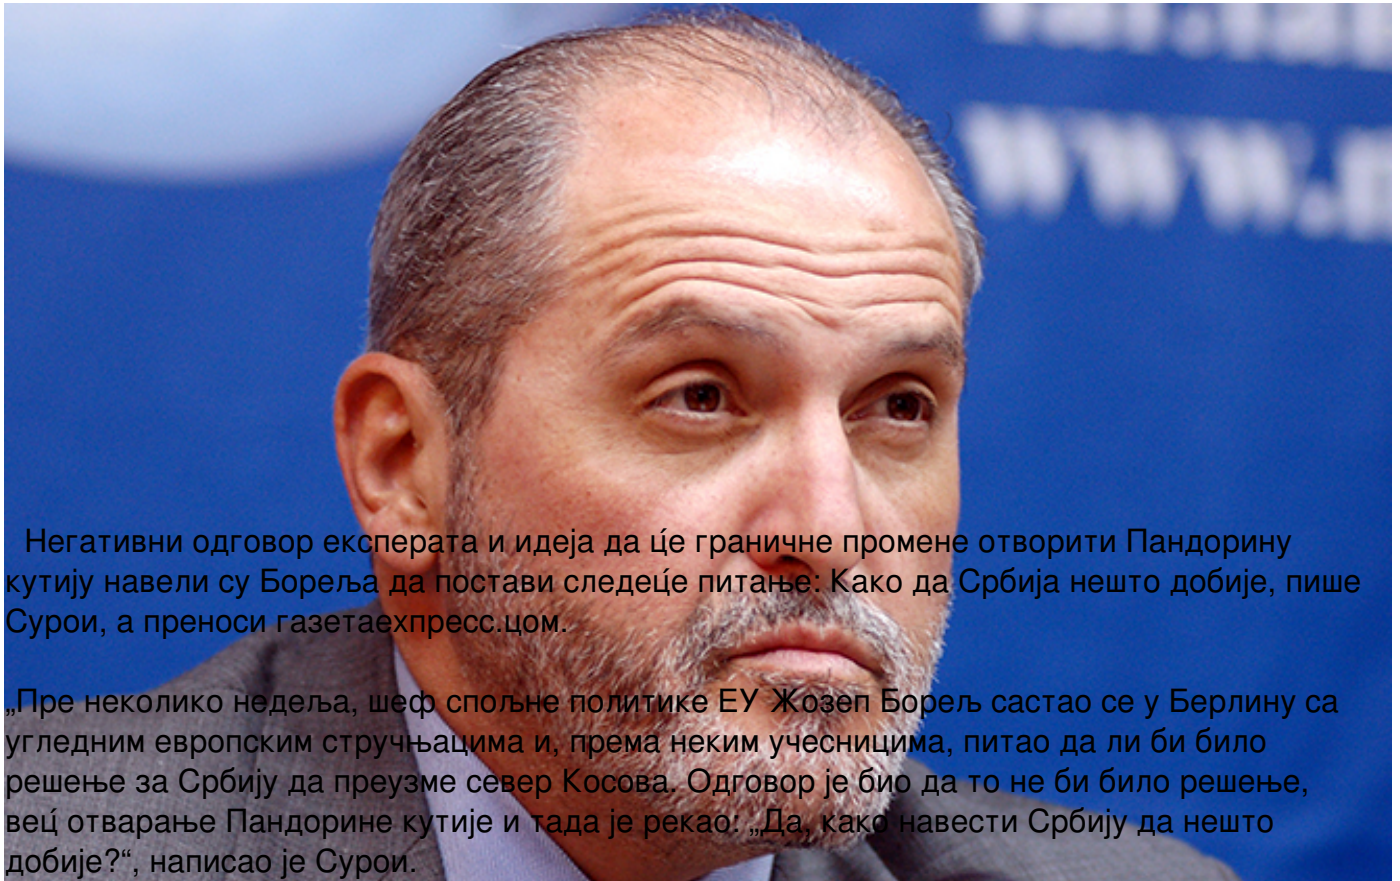 www.
Негативни одговор експерата и идеја да ц́е граничне промене отворити Пандорину
кутију навели су Бореља да постави следец́е питање: Како да Србија нешто добије, пише
Сурои, а преноси газетаехпресс.цом.
„Пре неколико недеља, шеф спољне политике ЕУ Жозеп Борељ састао се у Берлину са
угледним европским стручњацима и, према неким учесницима, питао да ли би било
решење за Србију да преузме север Косова. Одговор је био да то не би било решење,
вец́ отварање Пандорине кутије и тада је рекао: „Да, како навести Србију да нешто
добије?“, написао је Сурои.